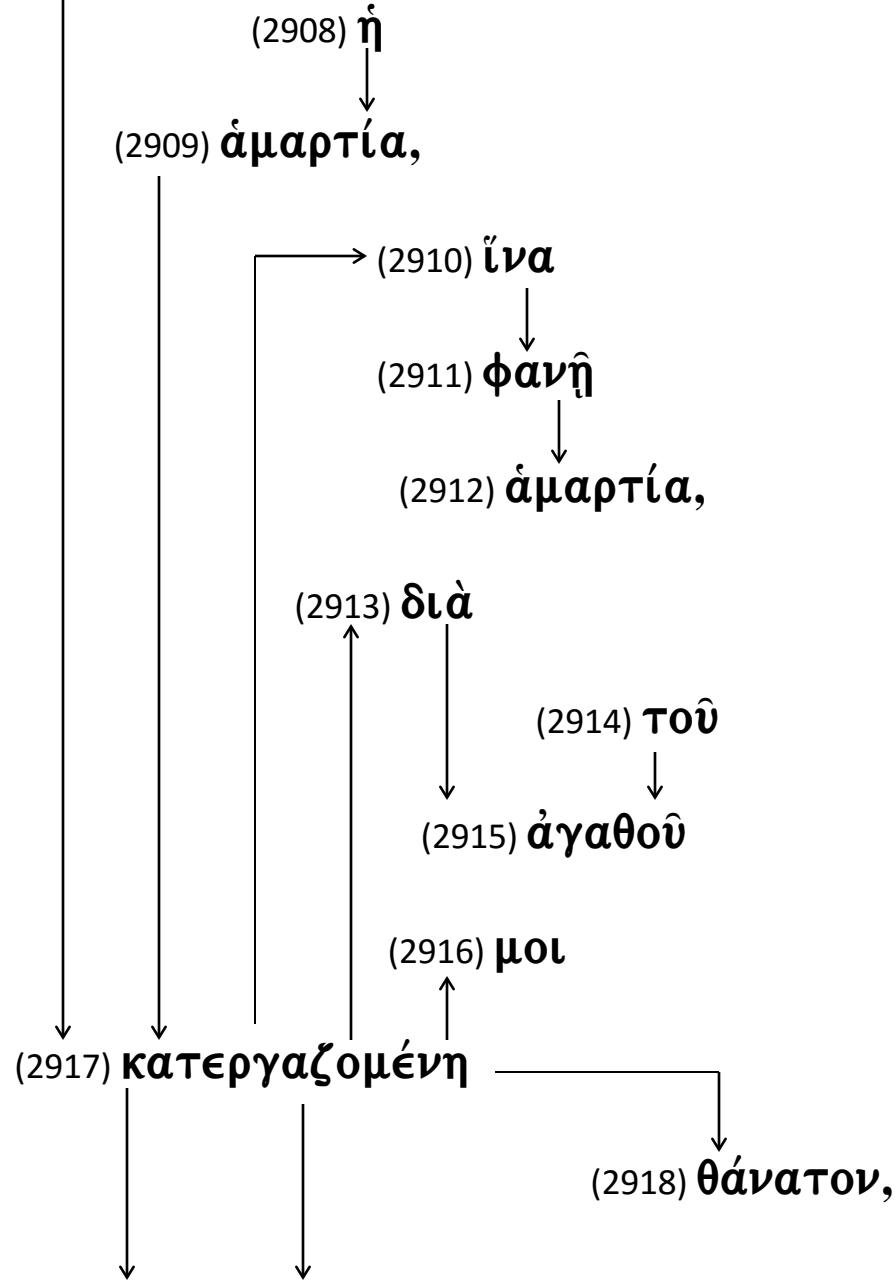 (2908) ἡ
(2909) ἁμαρτία,
(2910) ἵνα
(2911) φανῇ
(2912) ἁμαρτία,
(2913) διὰ
(2914) τοῦ
(2915) ἀγαθοῦ
(2916) μοι
(2917) κατεργαζομένη
(2918) θάνατον,